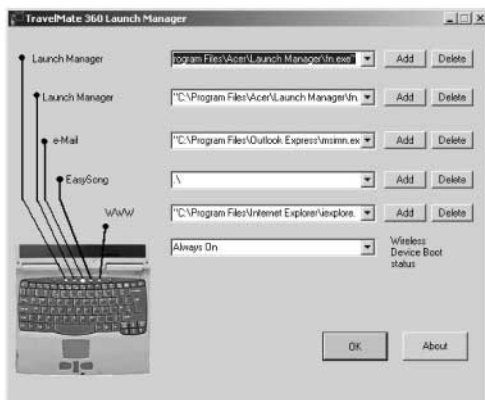 TravelMate 360 Launch Manager
Launch Manager
rogram Files\Acer\Launch Manager\fn.exe"
Add
Delete
Launch Manager
"C:\Program Files\Acer\Launch Manager\fn.
Add
Delete
e-Mail
"C:\Program Files\Outlook Express\msimn.ex
Add
Delete
EasySong
.\
Add
Delete
WWW
"C:\Program Files\Internet Explorer\iexplore.
Add
Delete
Always On
Wireless
Device Boot
status
OK
About